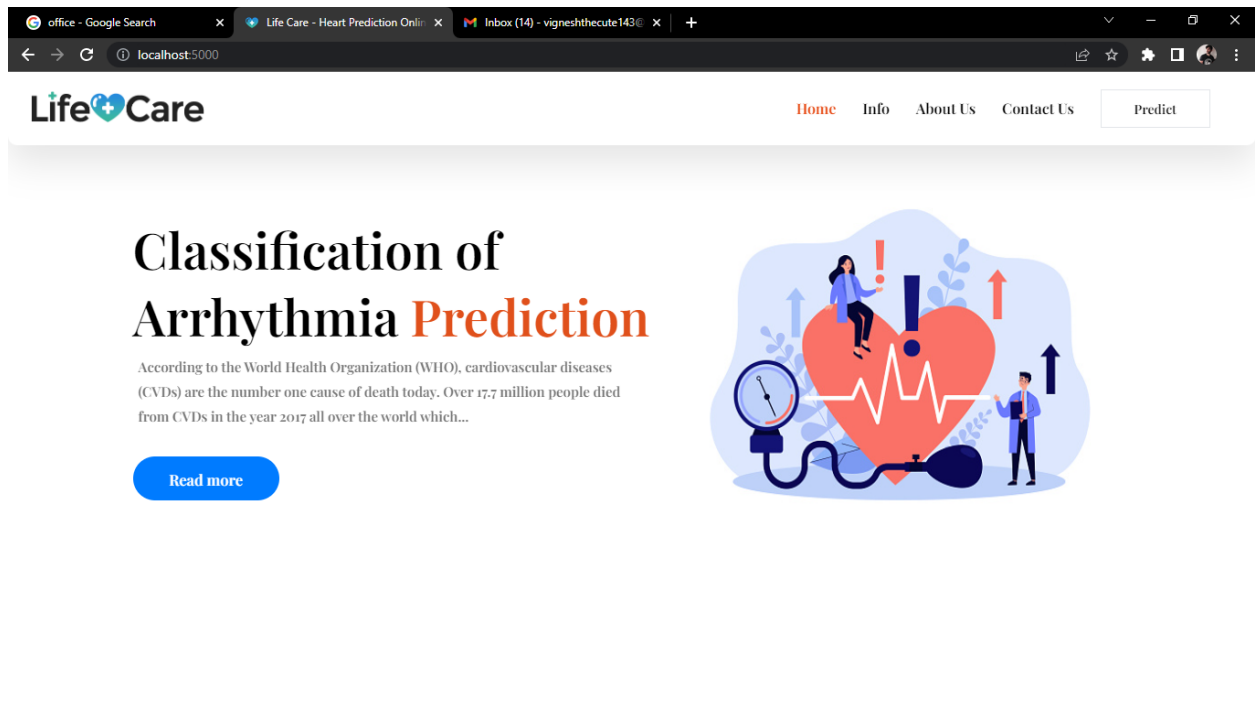 office - Google Search
Life Care - Heart Prediction Onlin
Inbox (14) - vigneshthecute143@
localhost:5000
Life Care
Home Info About Us Contact Us Predict
Classification of
Arrhythmia Prediction
According to the World Health Organization (WHO), cardiovascular diseases
(CVDs) are the number one cause of death today. Over 17.7 million people died
from CVDs in the year 2017 all over the world which...
Read more